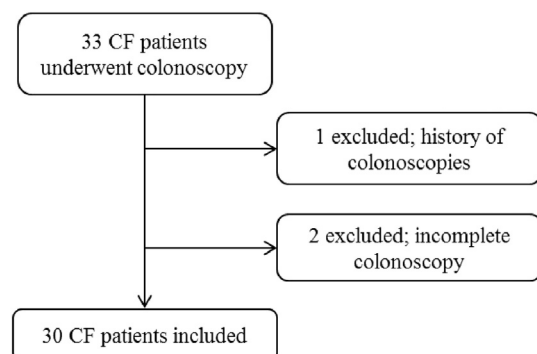 33 CF patients
underwent colonoscopy
1 excluded; history of
colonoscopies
2 excluded; incomplete
colonoscopy
30 CF patients included